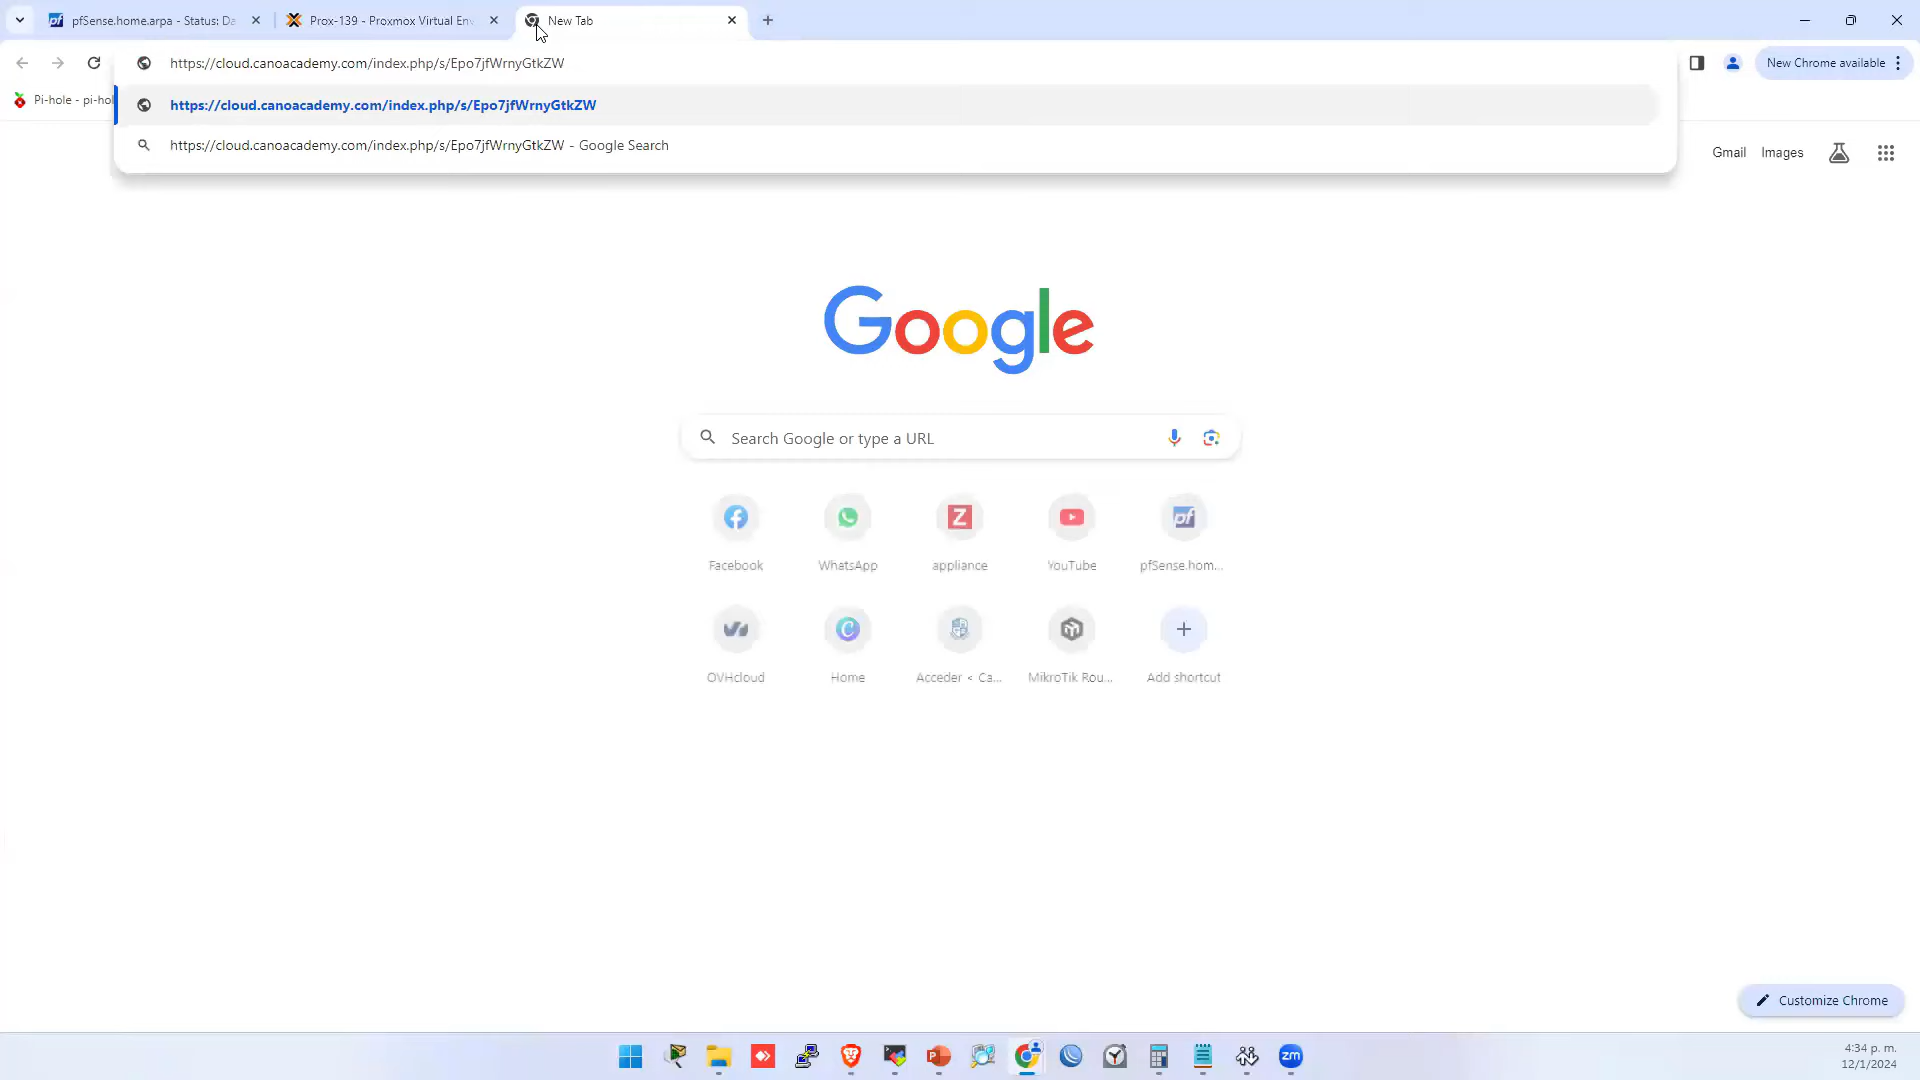 pfSense.home.arpa - Status: Da
Prox-139 - Proxmox Virtual Env
New Tab
https://cloud.canoacademy.com/index.php/s/Epo7jfWrnyGtkZW
New Chrome available
Pi-hole - pi-hol
https://cloud.canoacademy.com/index.php/s/Epo7jfWrnyGtkZW
https://cloud.canoacademy.com/index.php/s/Epo7jfWrnyGtkZW - Google Search
Gmail Images
Google
Search Google or type a URL
Facebook WhatsApp appliance YouTube pfSense.hom...
OVHcloud Home Acceder < Ca... MikroTik Rou... Add shortcut
Customize Chrome
zm
4:34 p. m.
12/1/2024